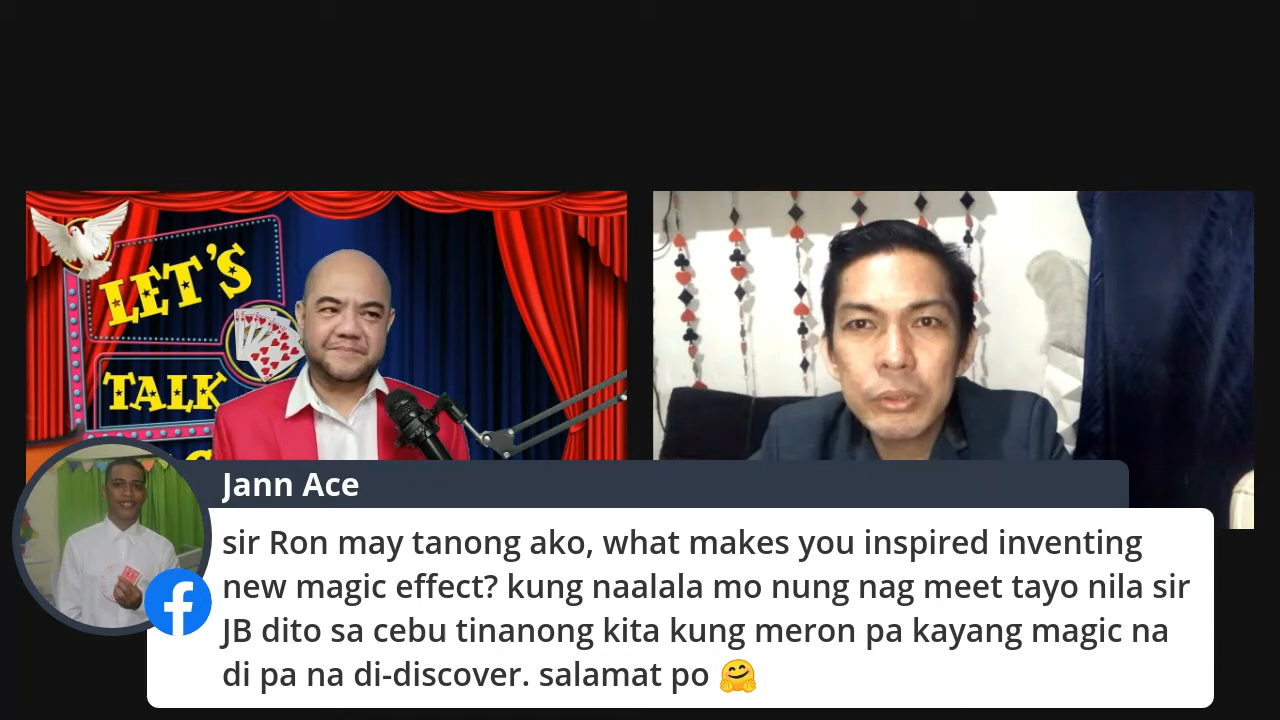 LET'S
TALK
Jann Ace
sir Ron may tanong ako, what makes you inspired inventing
new magic effect? kung naalala mo nung nag meet tayo nila sir
JB dito sa cebu tinanong kita kung meron pa kayang magic na
di pa na di-discover. salamat po 🤗